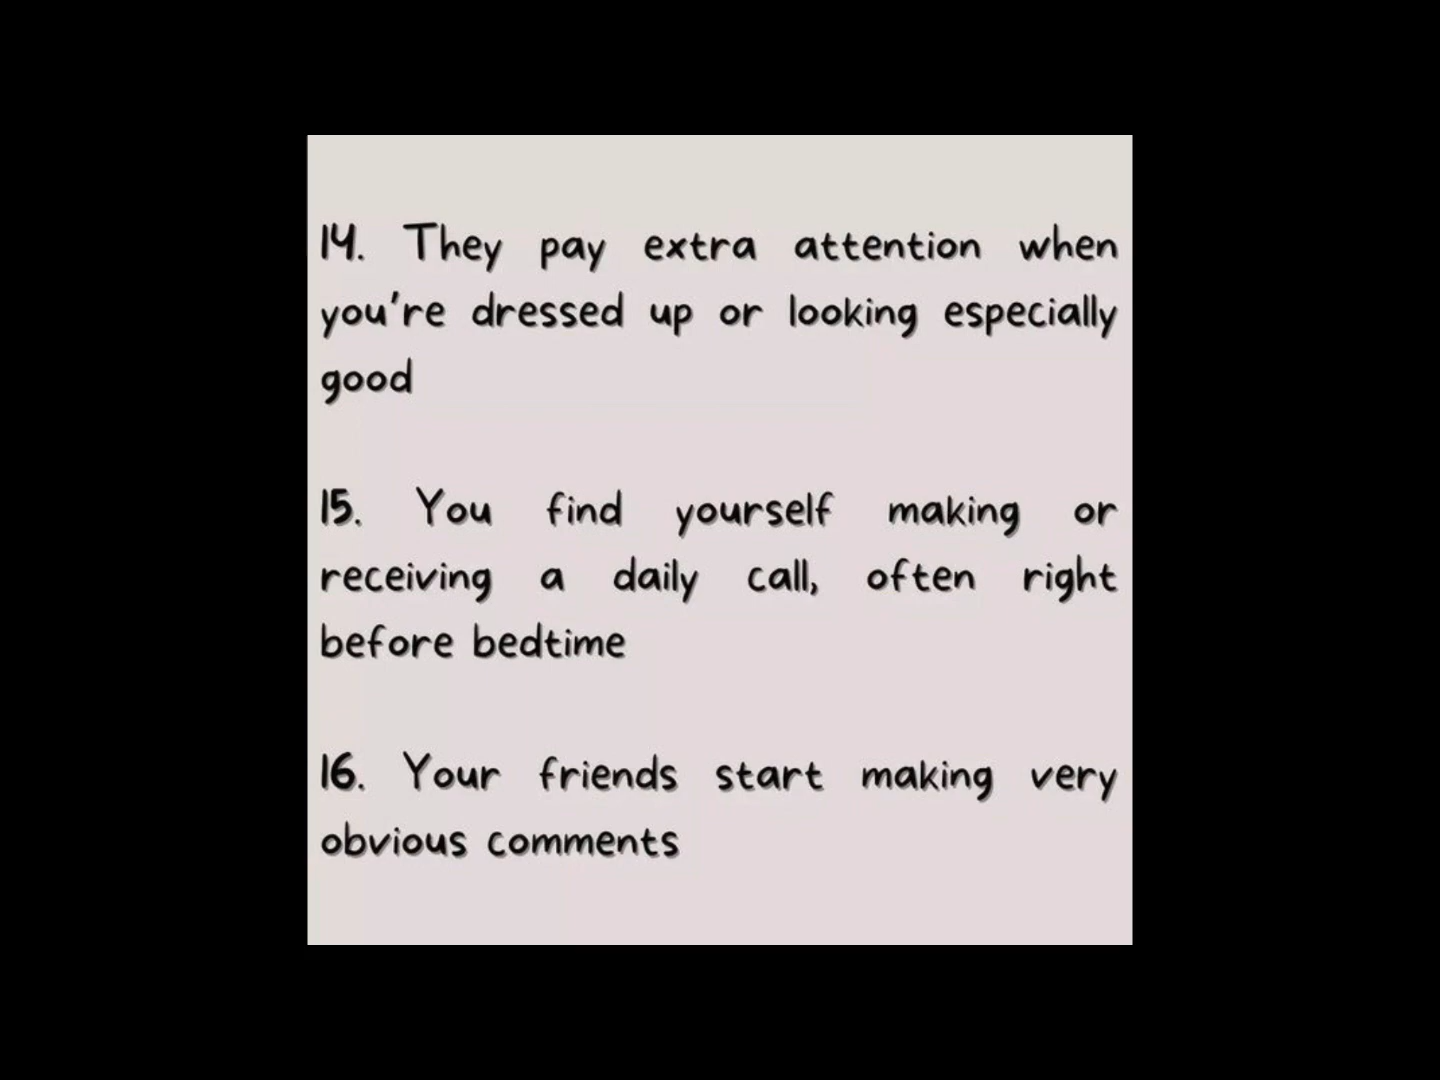 14. They pay extra attention when
you're dressed up or looking especially
good
15. You find yourself making or
receiving a daily call, often right
before bedtime
16. Your friends start making very
obvious comments